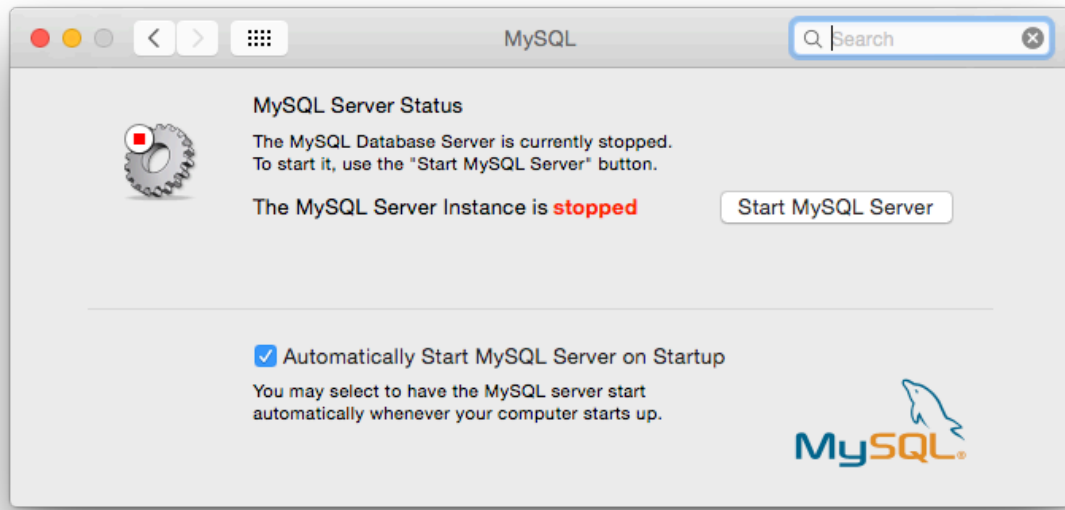 MySQL
Search
MySQL Server Status
The MySQL Database Server is currently stopped.
To start it, use the "Start MySQL Server" button.
The MySQL Server Instance is stopped
Start MySQL Server
Automatically Start MySQL Server on Startup
You may select to have the MySQL server start
automatically whenever your computer starts up.
MySQL®